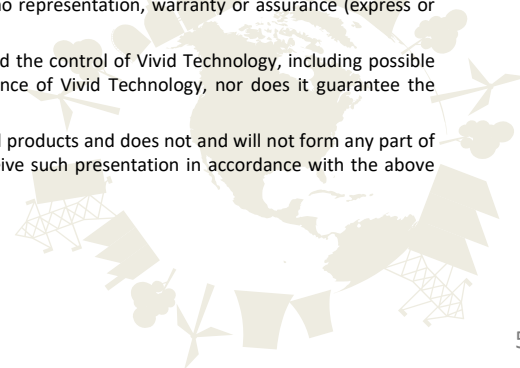 no representation, warranty or assurance (express or
d the control of Vivid Technology, including possible
nce of Vivid Technology, nor does it guarantee the
products and does not and will not form any part of
ive such presentation in accordance with the above
5